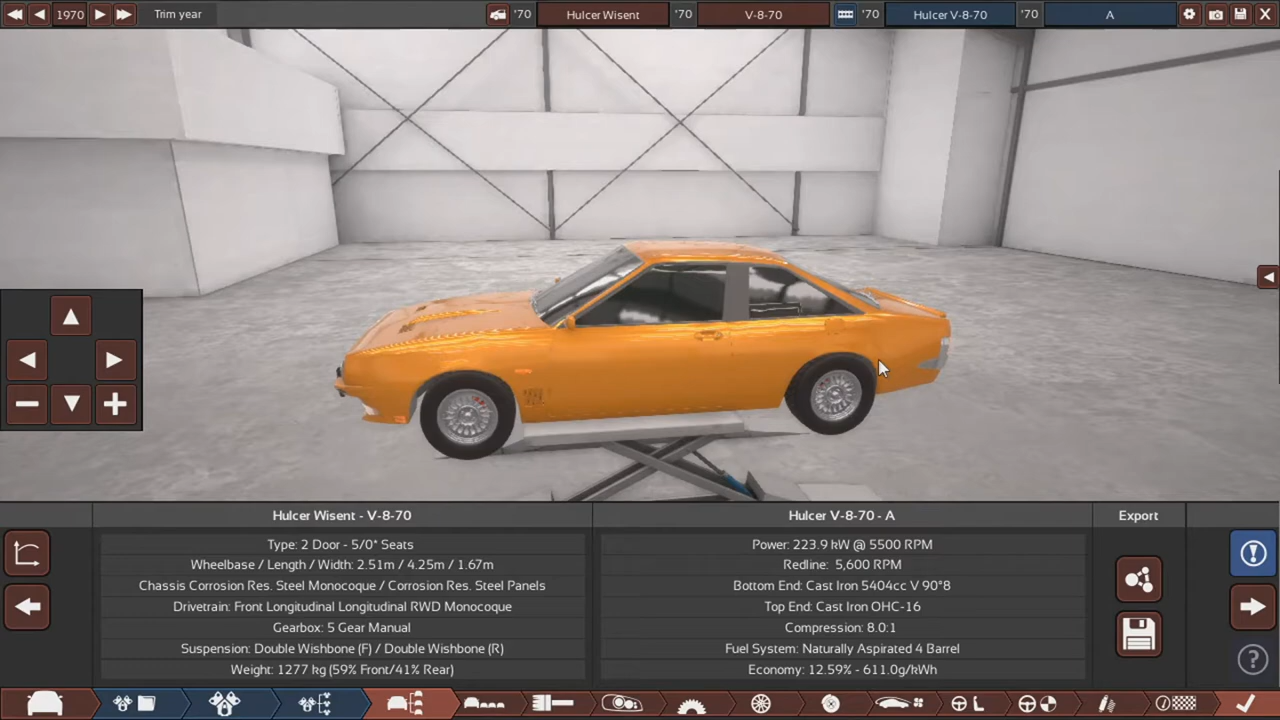 1970 Trim year '70 Hulcer Wisent '70 V-8-70 '70 Hulcer V-8-70 '70 A
Hulcer Wisent - V-8-70
Type: 2 Door - 5/0* Seats
Wheelbase / Length / Width: 2.51m / 4.25m / 1.67m
Chassis Corrosion Res. Steel Monocoque / Corrosion Res. Steel Panels
Drivetrain: Front Longitudinal Longitudinal RWD Monocoque
Gearbox: 5 Gear Manual
Suspension: Double Wishbone (F) / Double Wishbone (R)
Weight: 1277 kg (59% Front/41% Rear)
Hulcer V-8-70 - A
Power: 223.9 kW @ 5500 RPM
Redline: 5,600 RPM
Bottom End: Cast Iron 5404cc V 90°8
Top End: Cast Iron OHC-16
Compression: 8.0:1
Fuel System: Naturally Aspirated 4 Barrel
Economy: 12.59% - 611.0g/kWh
Export